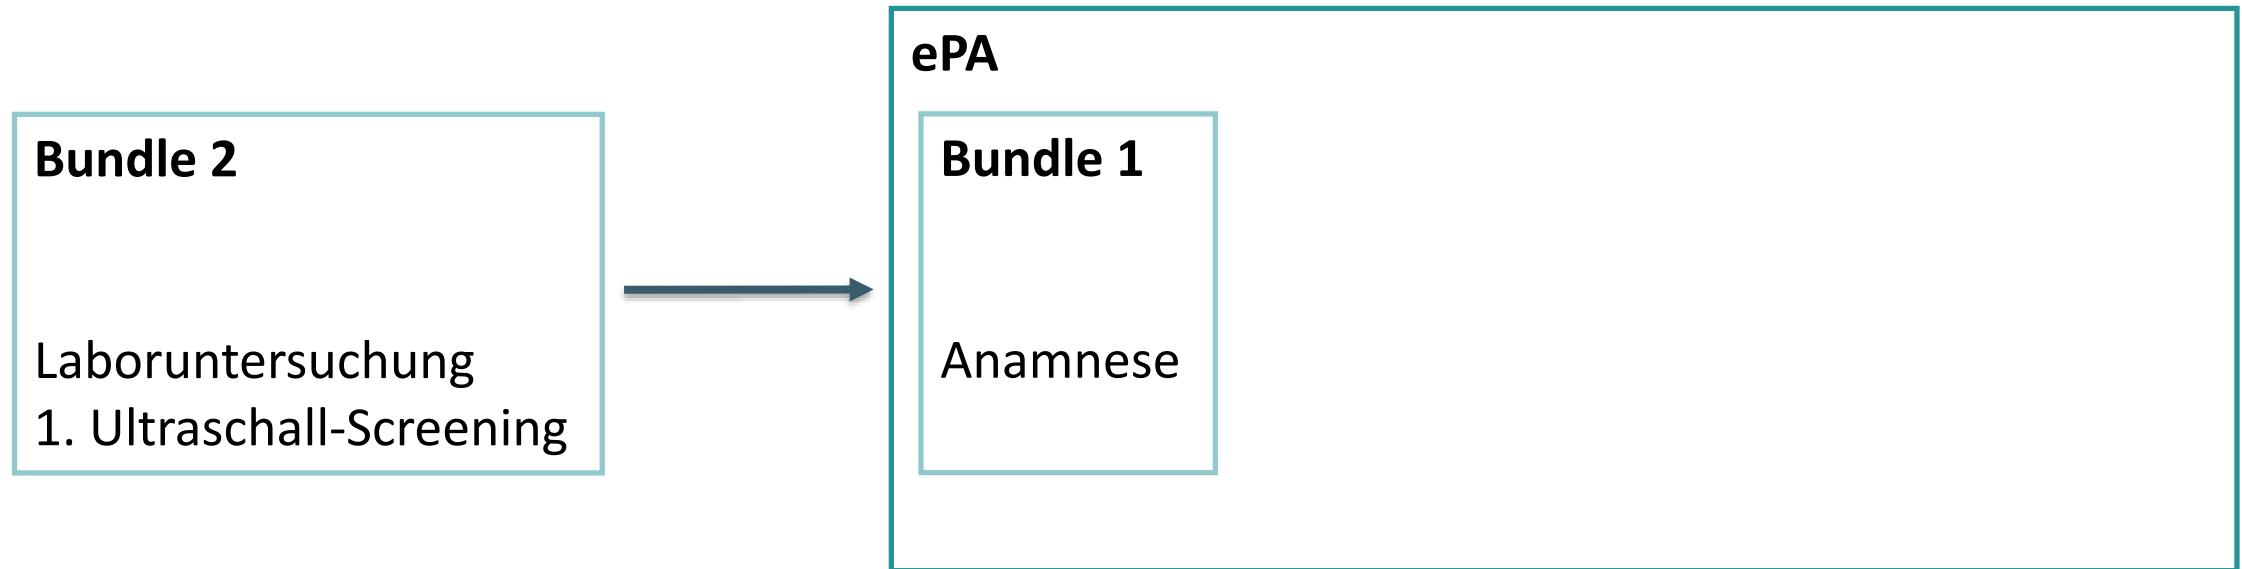 Bundle 2
Laboruntersuchung
1. Ultraschall-Screening
ePA
Bundle 1
Anamnese